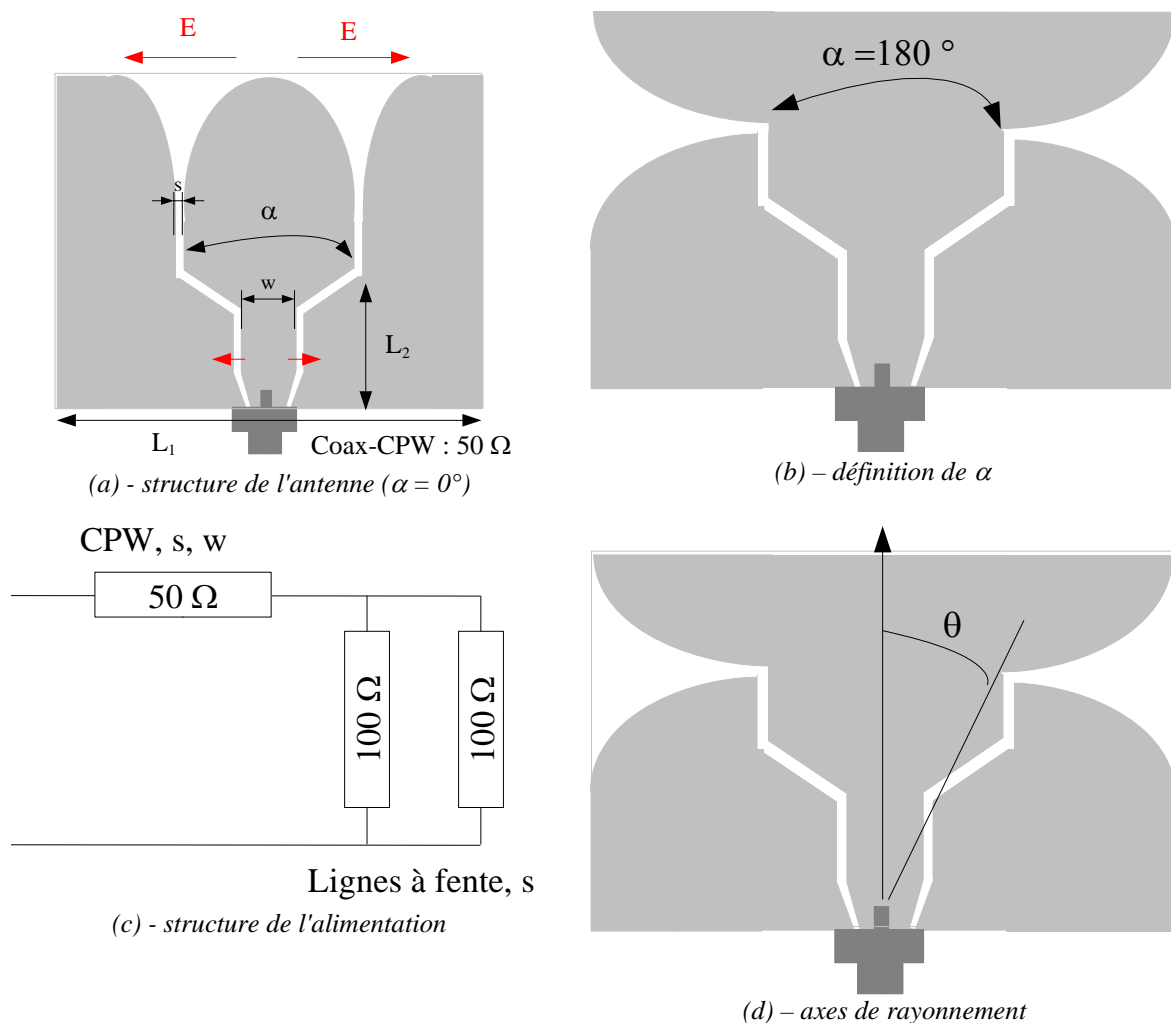 E E
s
α
w
L₂
L₁
Coax-CPW : 50 Ω
(a) - structure de l'antenne (α = 0°)
α =180 °
(b) – définition de α
CPW, s, w
50 Ω
100 Ω
100 Ω
Lignes à fente, s
(c) - structure de l'alimentation
θ
(d) – axes de rayonnement